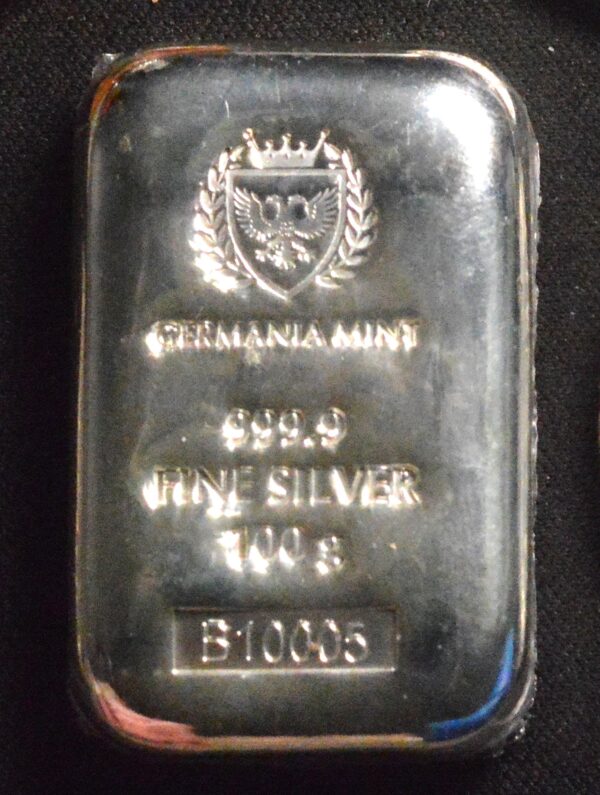 GERMANIA MINT
999.9
FINE SILVER
100 g
B10005